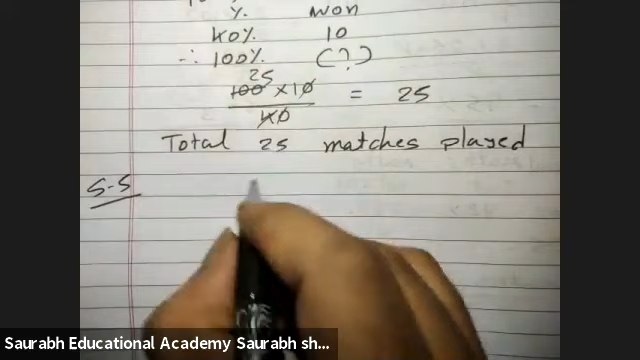 % Won
40% 10
∴ 100% (?)
25
100 × 10 = 25
40
Total 25 matches played
5-5
Saurabh Educational Academy Saurabh sh...